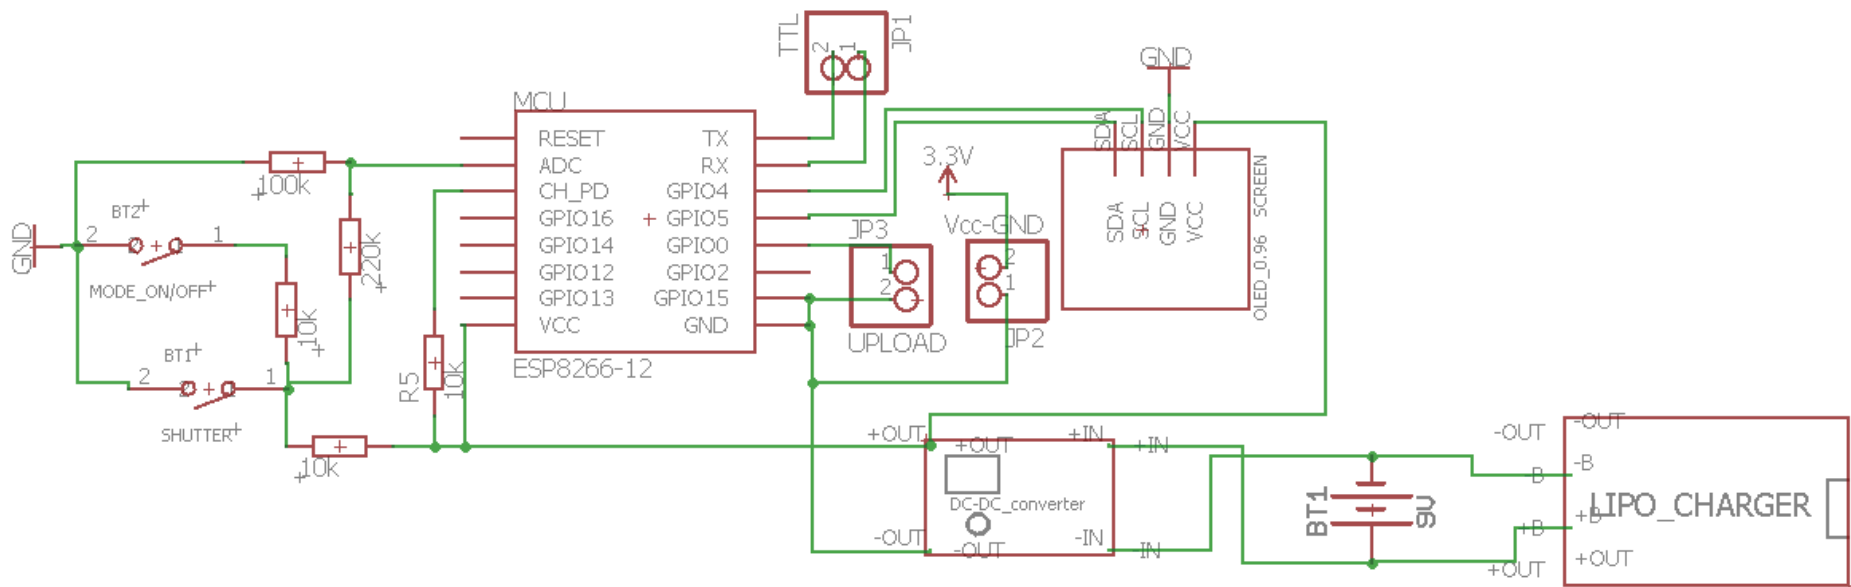 TTL
2
1
JP1
GND
MCU
RESET
ADC
CH_PD
GPIO16
GPIO14
GPIO12
GPIO13
VCC
TX
RX
GPIO4
GPIO5
GPIO0
GPIO2
GPIO15
GND
ESP8266-12
100k
BT2
GND
2
1
MODE_ON/OFF
220k
10k
BT1
2
1
SHUTTER
10k
R5
10k
3.3V
Vcc-GND
JP3
1
2
UPLOAD
2
1
JP2
SDA
SCL
GND
VCC
SDA
SCL
GND
VCC
OLED_0.96 SCREEN
+OUT
+OUT
+IN
+IN
DC-DC_converter
-OUT
-OUT
-IN
-IN
BT1
9V
-OUT
-OUT
-B
-B
LIPO_CHARGER
+B
+B
+OUT
+OUT